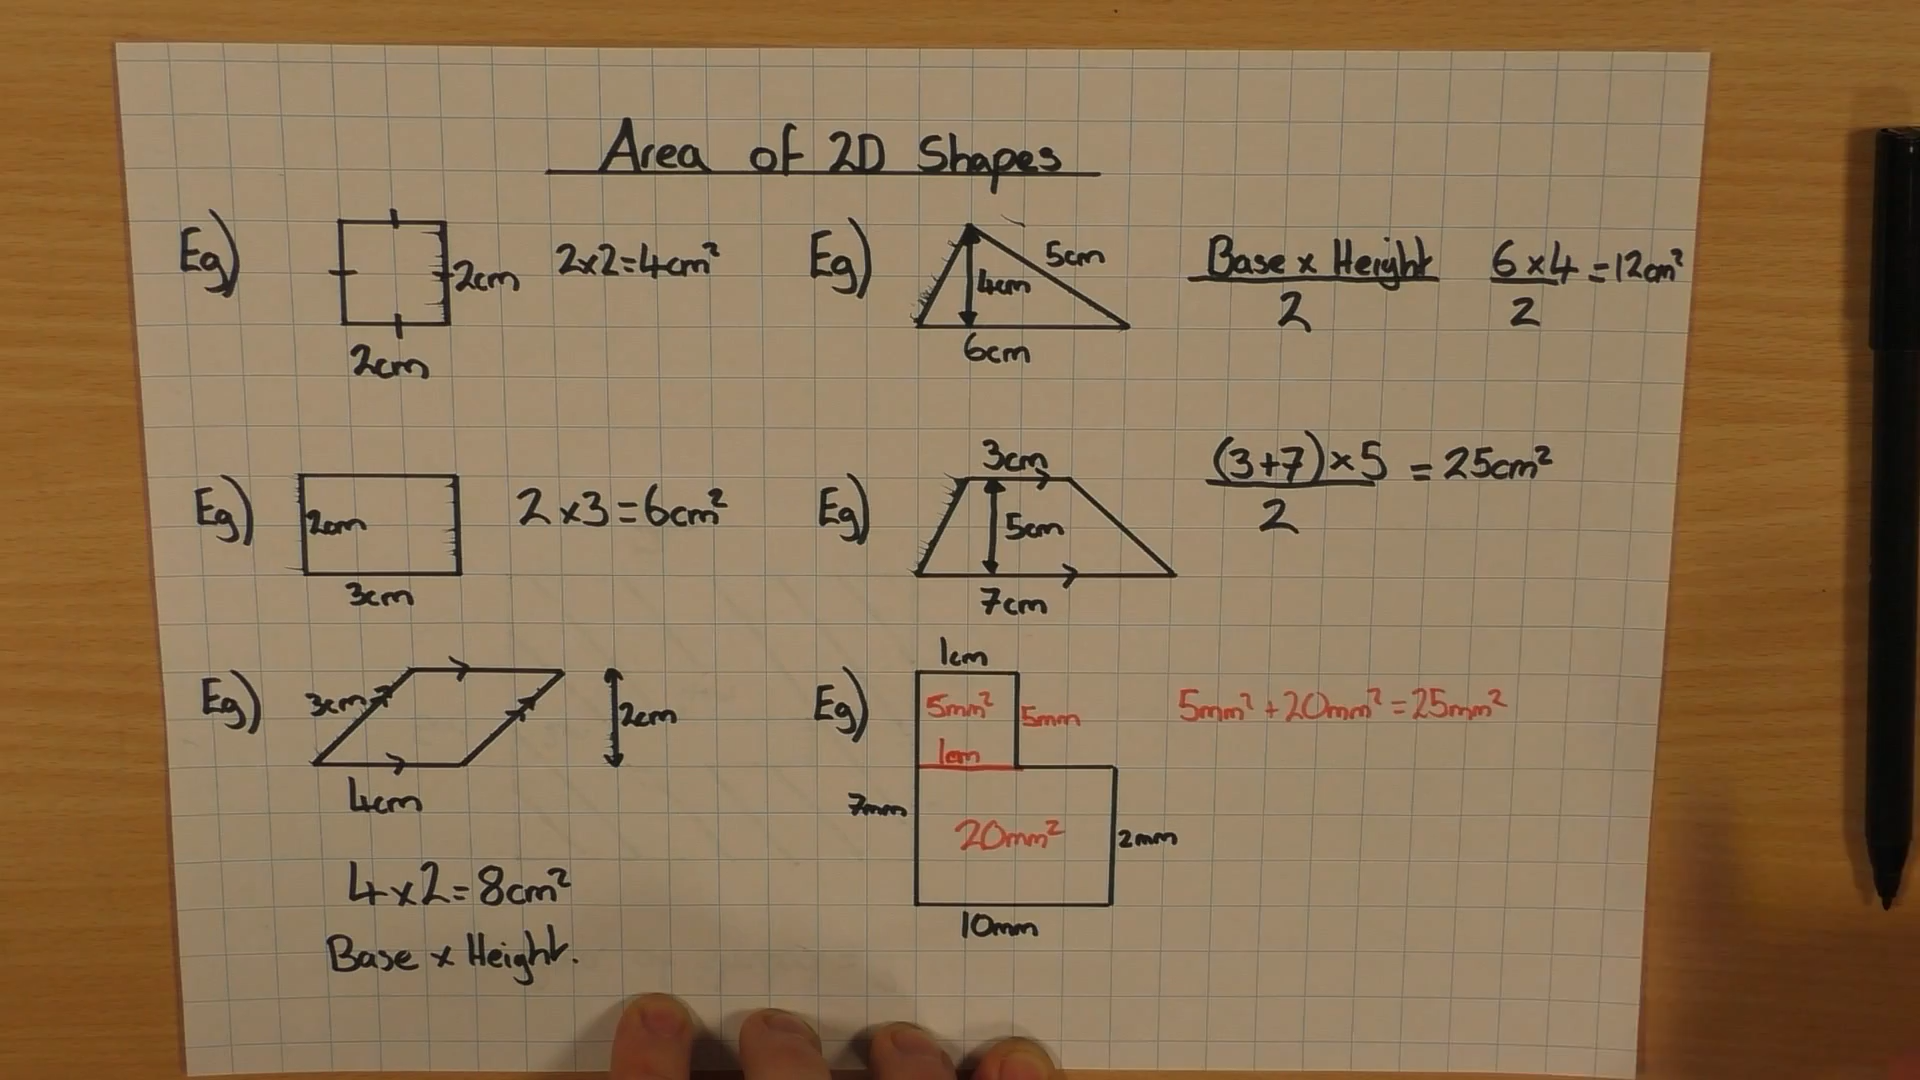 Area of 2D Shapes
Eg)
2cm
2cm
2x2=4cm²
Eg)
5cm
4cm
6cm
Base x Height
2
6x4=12cm²
2
Eg)
2cm
3cm
2x3=6cm²
Eg)
3cm
5cm
7cm
(3+7)x5=25cm²
2
Eg)
3cm
2cm
4cm
4x2=8cm²
Base x Height.
Eg)
1cm
5mm²
5mm
1cm
7mm
20mm²
2mm
10mm
5mm²+20mm²=25mm²